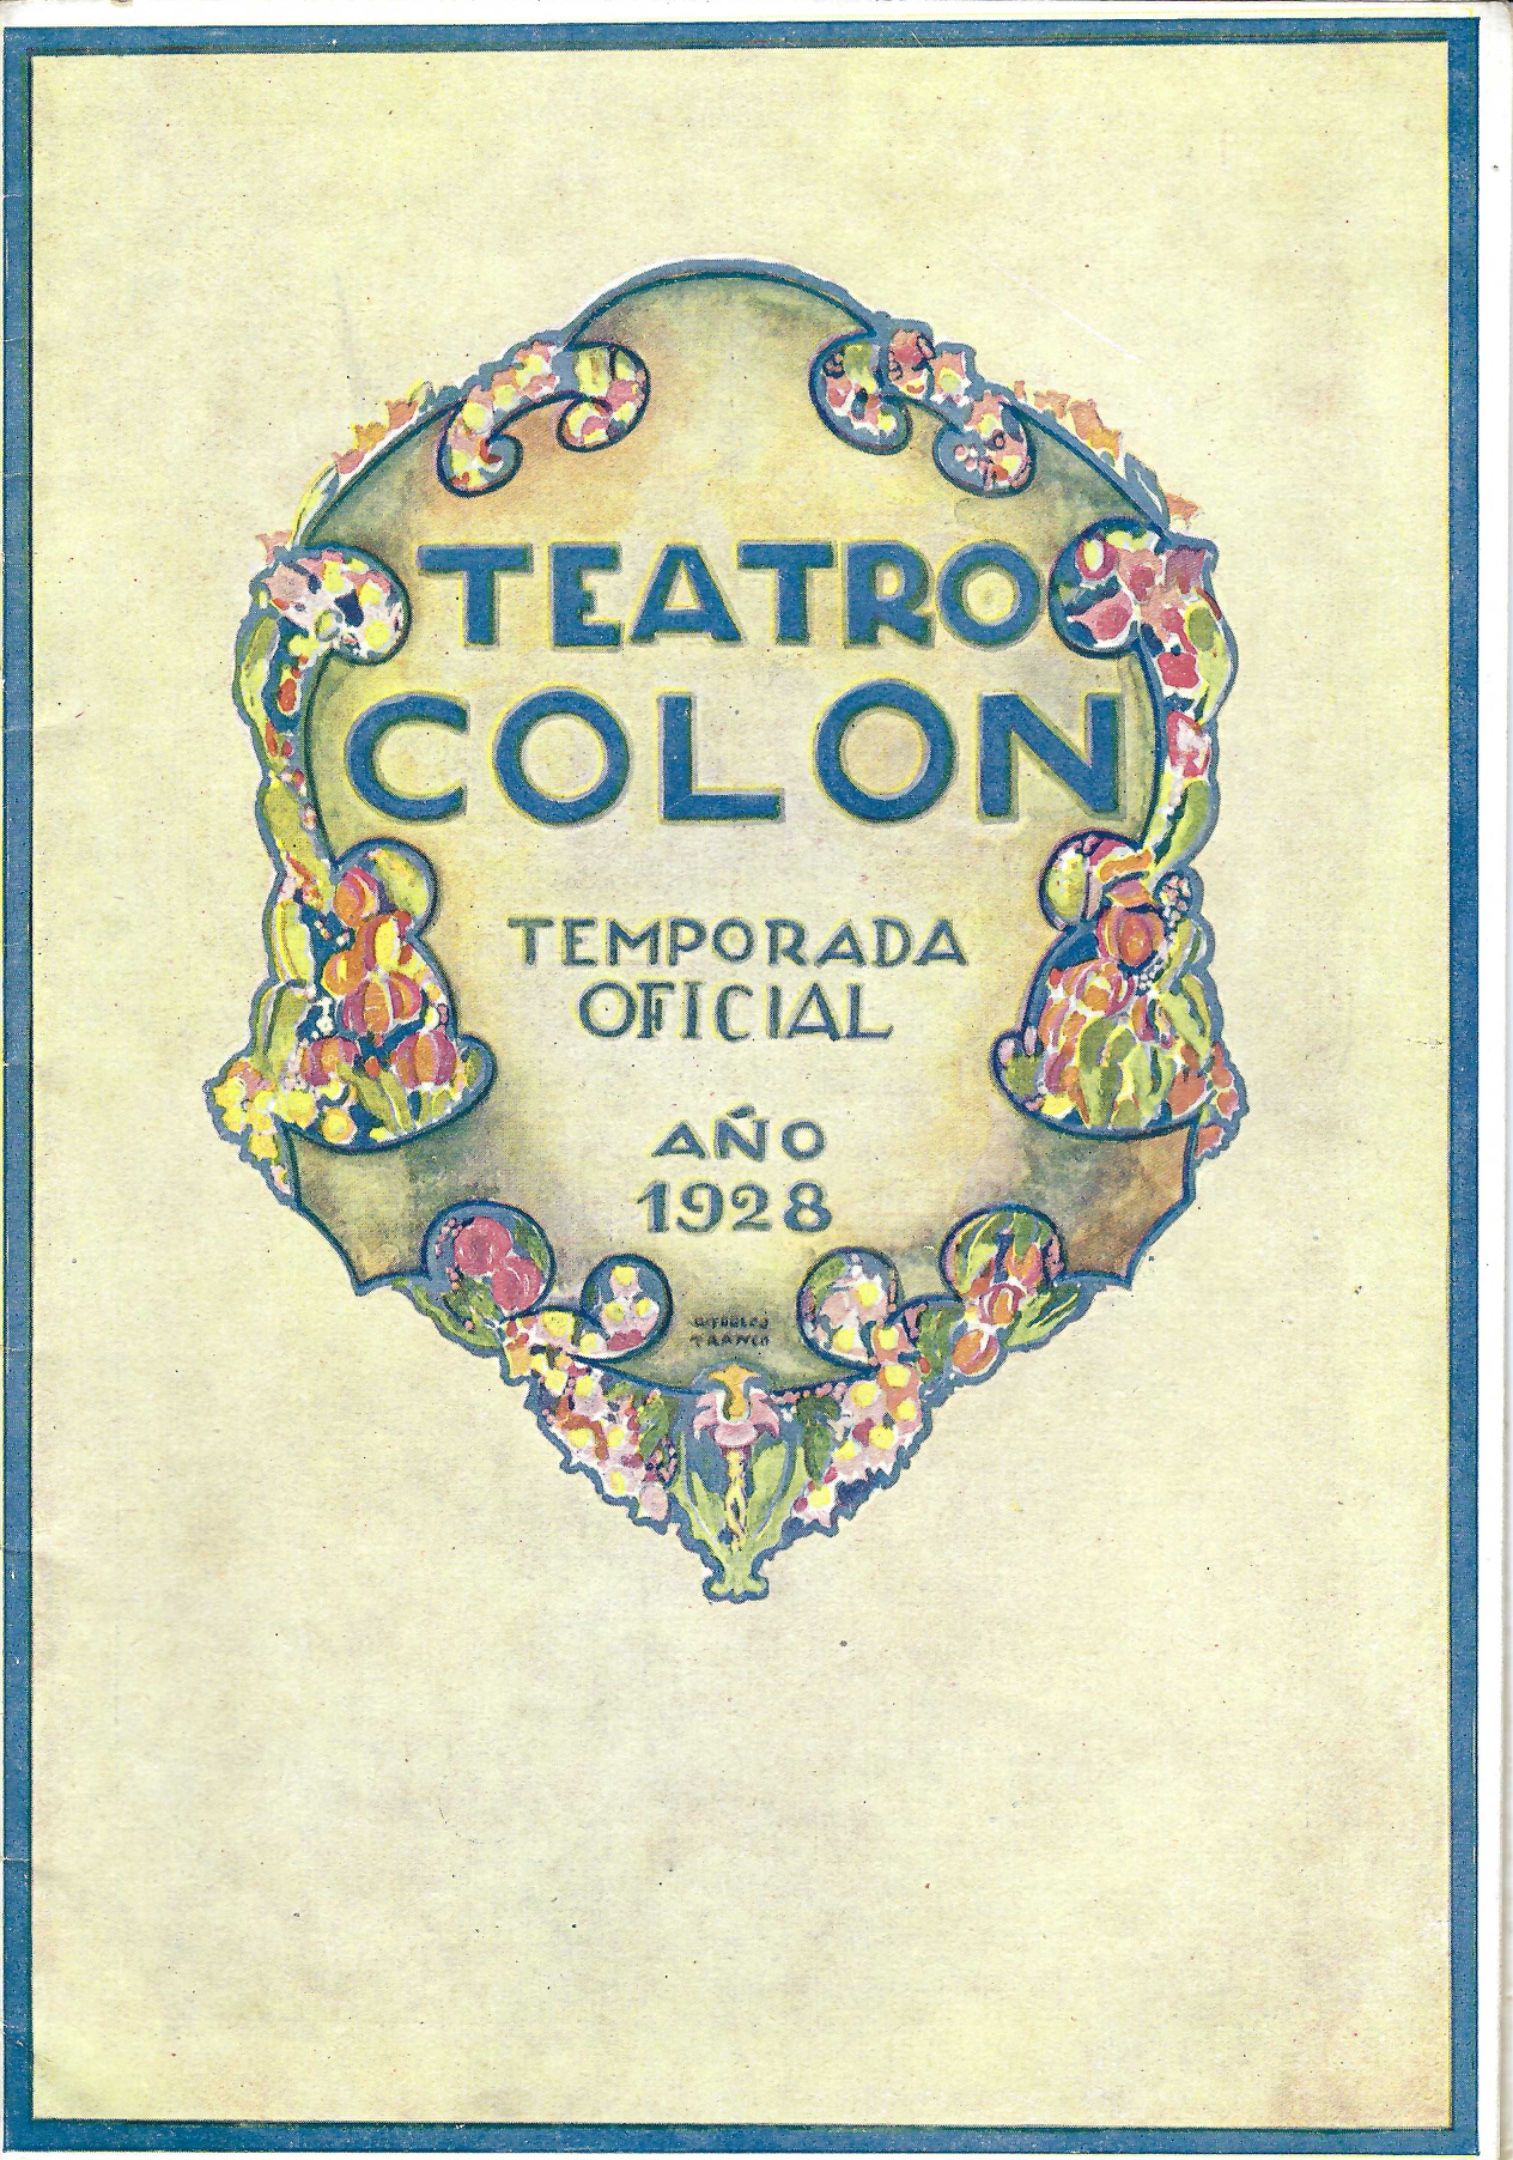 TEATRO
COLON
TEMPORADA
OFICIAL
AÑO
1928